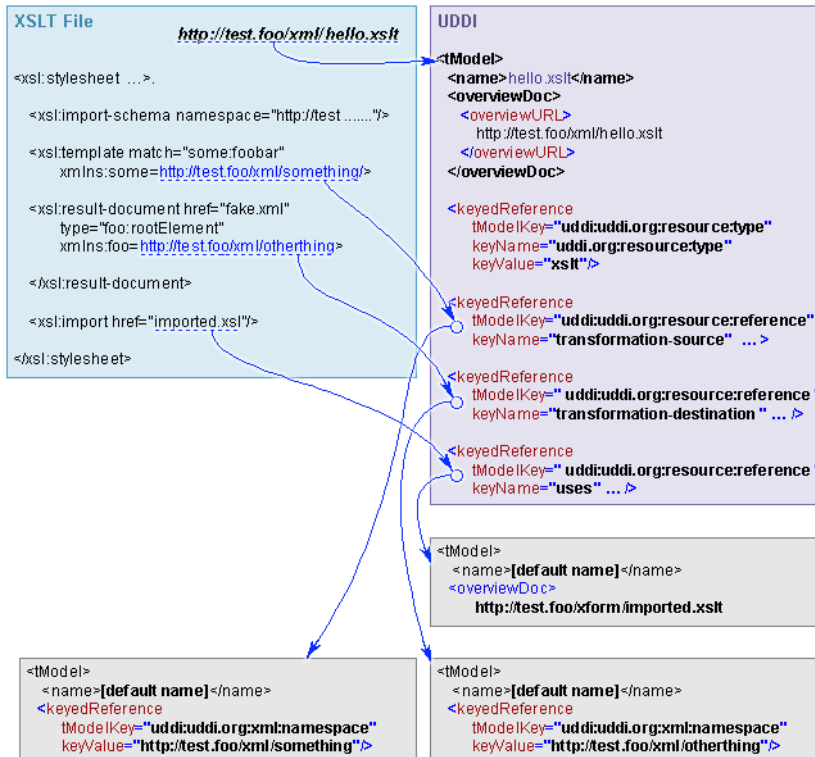 XSLT File
http://test.foo/xml/hello.xslt
<xsl:stylesheet ...>.
<xsl:import-schema namespace="http://test ......."/>
<xsl:template match="some:foobar"
xmlns:some=http://test.foo/xml/something/>
<xsl:result-document href="fake.xml"
type="foo:rootElement"
xmlns:foo=http://test.foo/xml/otherthing>
</xsl:result-document>
<xsl:import href="imported.xsl"/>
</xsl:stylesheet>
UDDI
<tModel>
<name>hello.xslt</name>
<overviewDoc>
<overviewURL>
http://test.foo/xml/hello.xslt
</overviewURL>
</overviewDoc>
<keyedReference
tModelKey="uddi:uddi.org:resource:type"
keyName="uddi.org:resource:type"
keyValue="xslt"/>
<keyedReference
tModelKey="uddi:uddi.org:resource:reference"
keyName="transformation-source" ... >
<keyedReference
tModelKey=" uddi:uddi.org:resource:reference "
keyName="transformation-destination " ... />
<keyedReference
tModelKey=" uddi:uddi.org:resource:reference "
keyName="uses" ... />
<tModel>
<name>[default name]</name>
<overviewDoc>
http://test.foo/xform/imported.xslt
<tModel>
<name>[default name]</name>
<keyedReference
tModelKey="uddi:uddi.org:xml:namespace"
keyValue="http://test.foo/xml/something"/>
<tModel>
<name>[default name]</name>
<keyedReference
tModelKey="uddi:uddi.org:xml:namespace"
keyValue="http://test.foo/xml/otherthing"/>